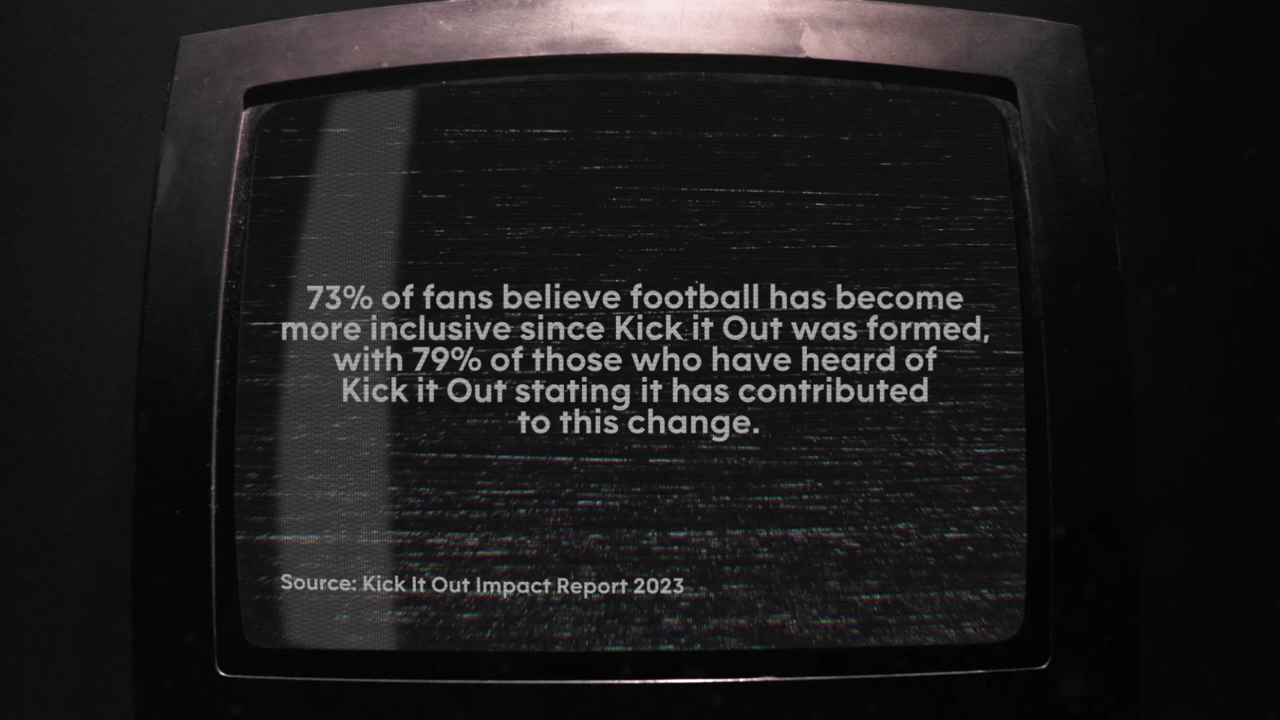 73% of fans believe football has become
more inclusive since Kick it Out was formed,
with 79% of those who have heard of
Kick it Out stating it has contributed
to this change.
Source: Kick It Out Impact Report 2023